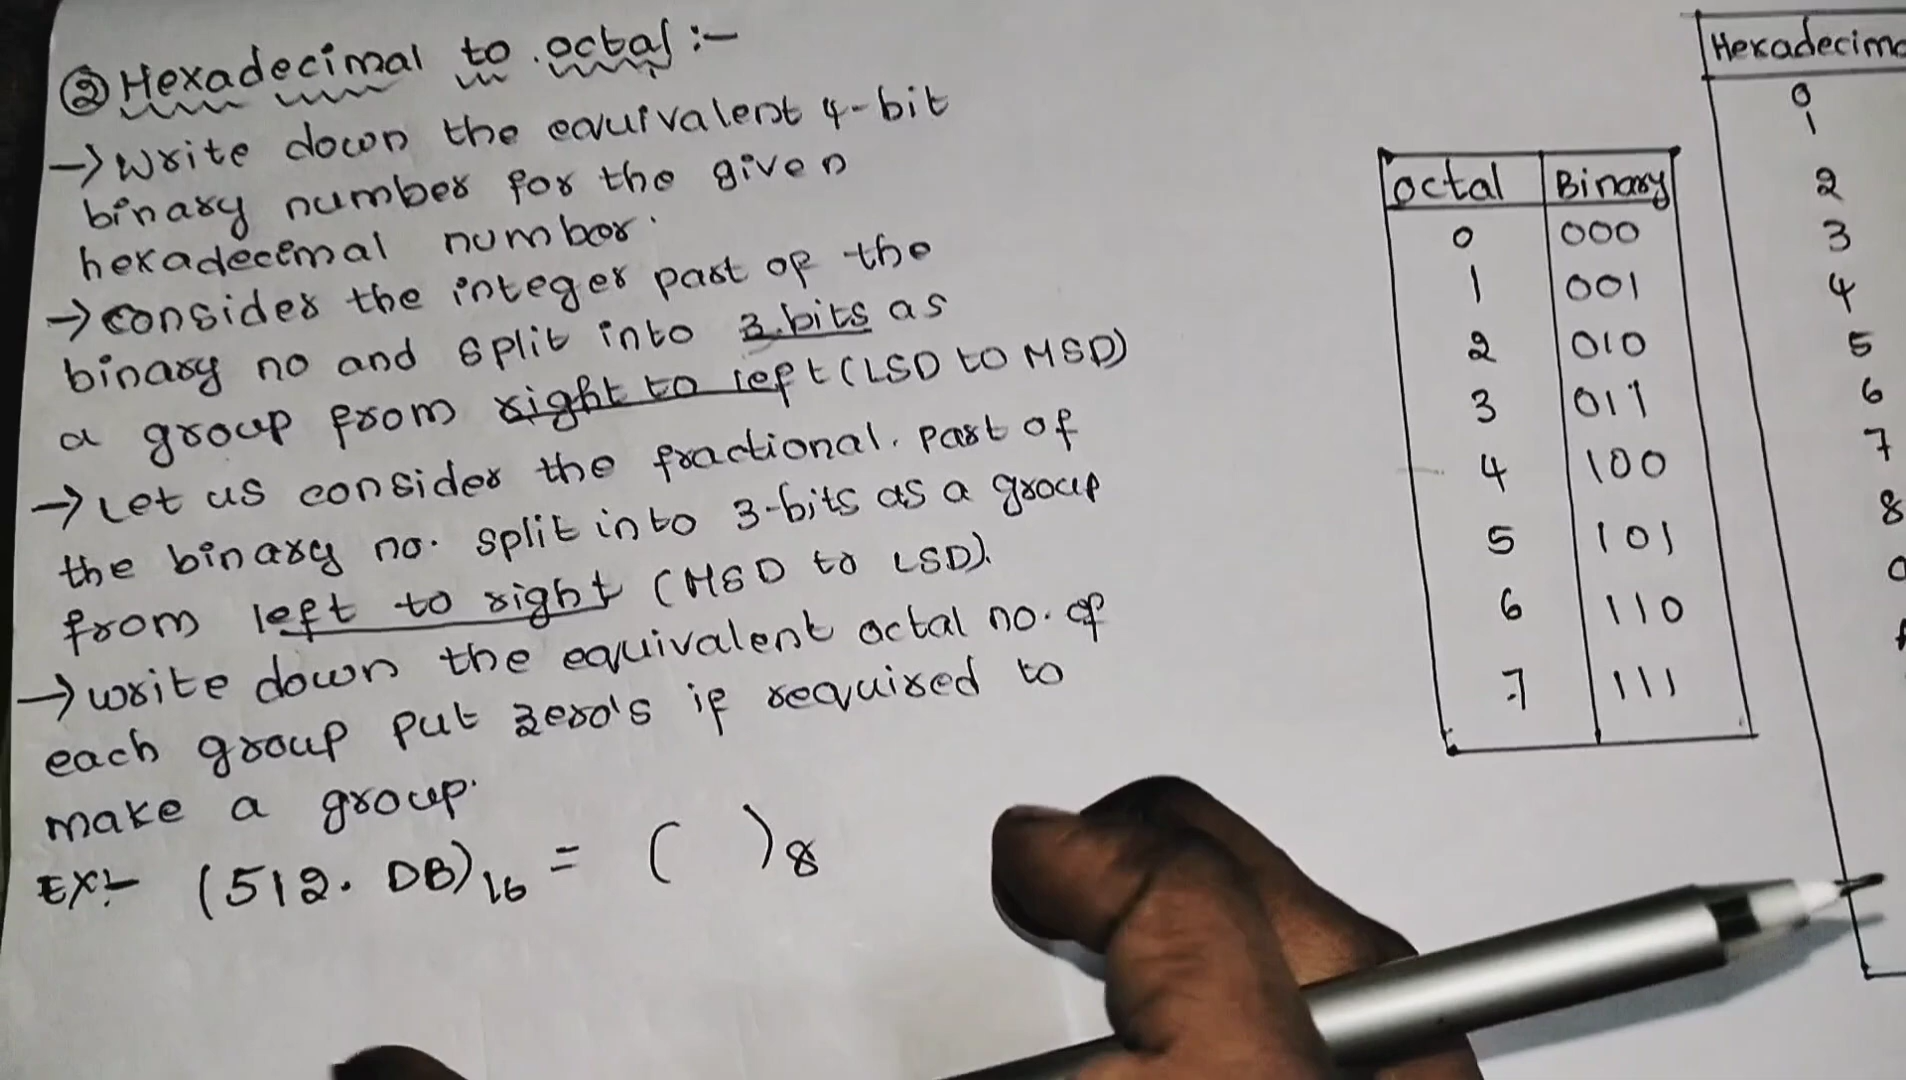 ② Hexadecimal to octal :-
→ Write down the equivalent 4-bit
binary number for the given
hexadecimal number.
→ consider the integer part of the
binary no and split into 3 bits as
a group from right to left (LSD to MSD)
→ Let us consider the fractional part of
the binary no. split into 3-bits as a group
from left to right (MSD to LSD).
→ write down the equivalent octal no. of
each group put zero's if required to
make a group.
EX:- (512. DB)16 = ( )8
octal Binary
0 000
1 001
2 010
3 011
4 100
5 101
6 110
7 111
Hexadecima
0
1
2
3
4
5
6
7
8